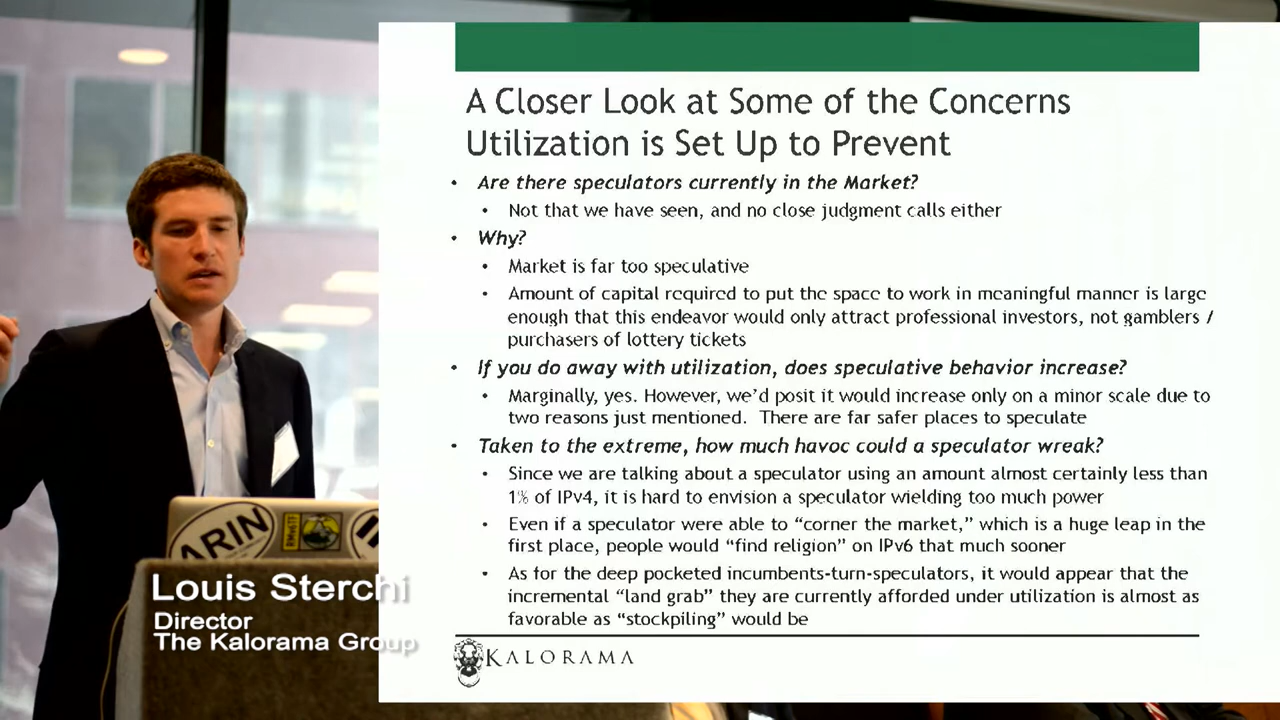 A Closer Look at Some of the Concerns
Utilization is Set Up to Prevent
• Are there speculators currently in the Market?
• Not that we have seen, and no close judgment calls either
• Why?
• Market is far too speculative
• Amount of capital required to put the space to work in meaningful manner is large
enough that this endeavor would only attract professional investors, not gamblers /
purchasers of lottery tickets
• If you do away with utilization, does speculative behavior increase?
• Marginally, yes. However, we'd posit it would increase only on a minor scale due to
two reasons just mentioned. There are far safer places to speculate
• Taken to the extreme, how much havoc could a speculator wreak?
• Since we are talking about a speculator using an amount almost certainly less than
1% of IPv4, it is hard to envision a speculator wielding too much power
• Even if a speculator were able to “corner the market,” which is a huge leap in the
first place, people would “find religion” on IPv6 that much sooner
• As for the deep pocketed incumbents-turn-speculators, it would appear that the
incremental “land grab” they are currently afforded under utilization is almost as
favorable as “stockpiling” would be
KALORAMA
ARIN
Louis Sterchi
Director
The Kalorama Group